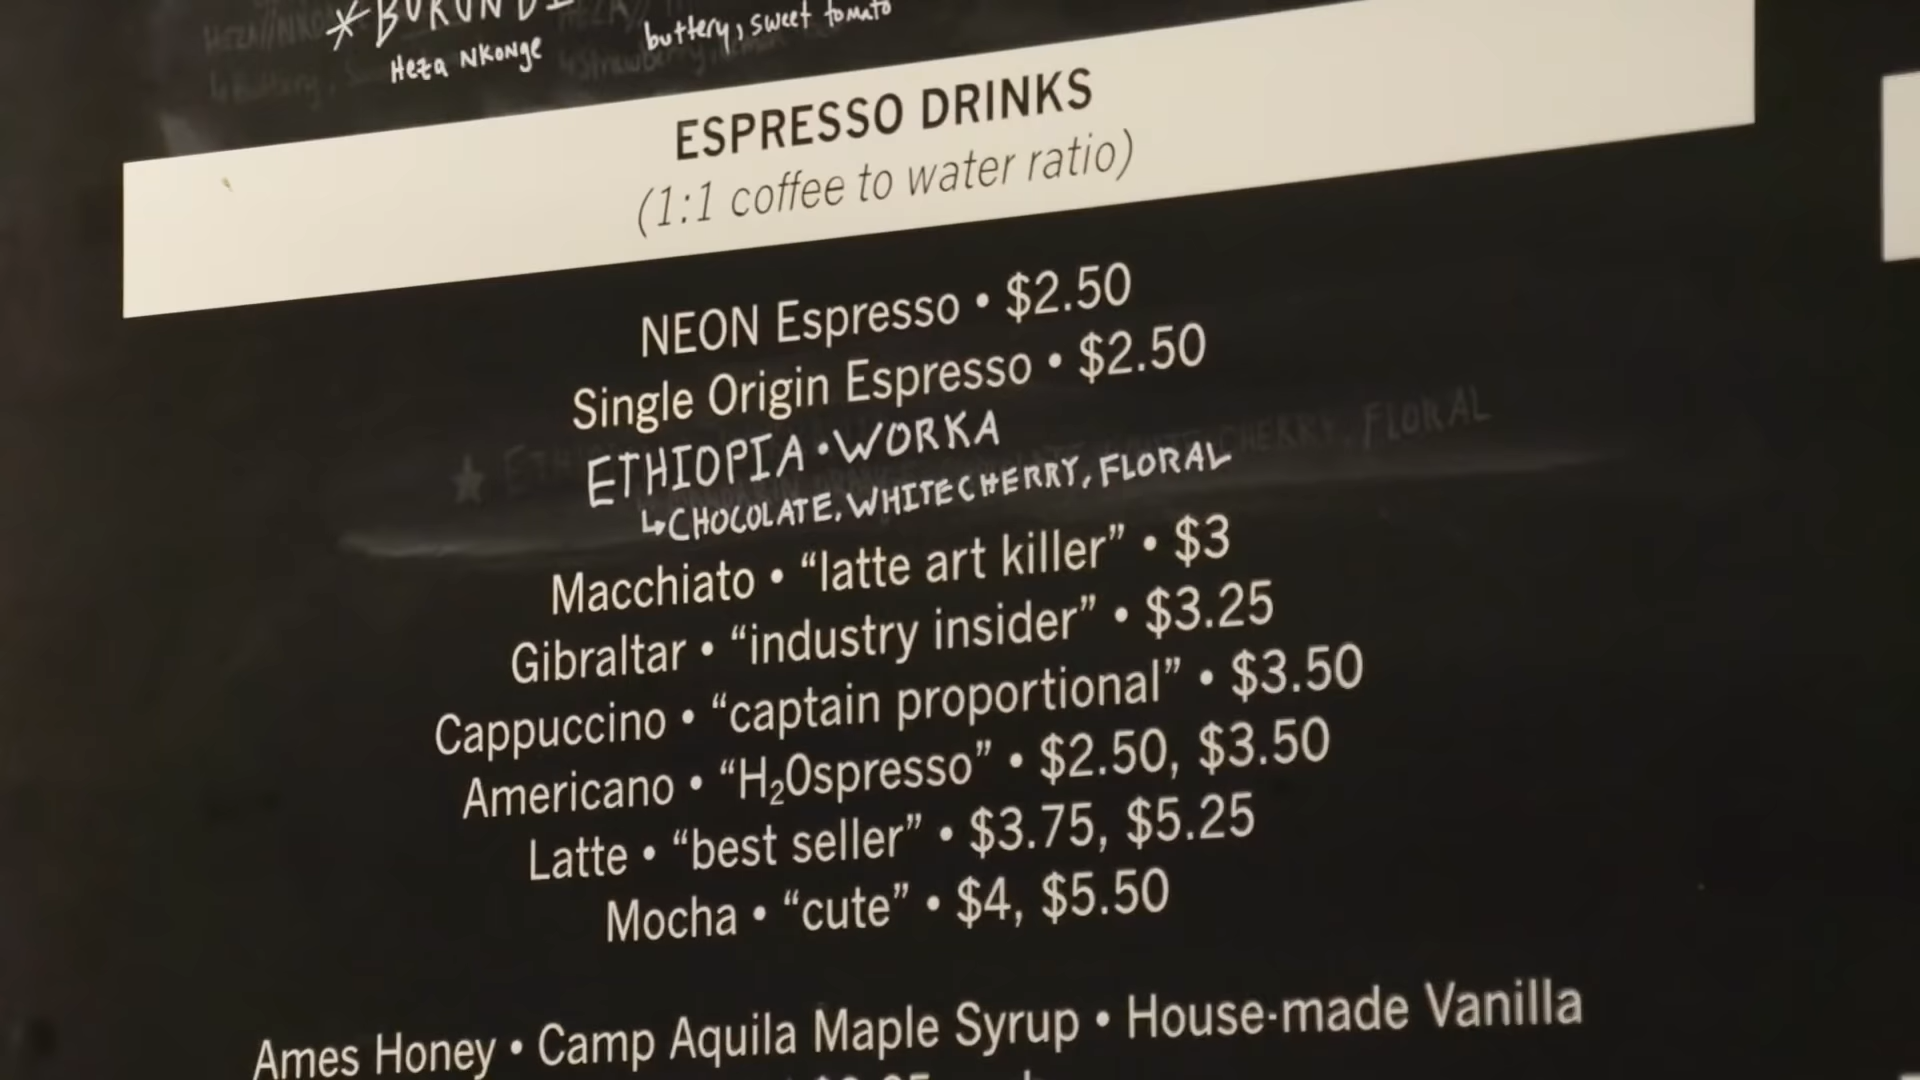 Heza Nkonge
buttery, sweet tomato
ESPRESSO DRINKS
(1:1 coffee to water ratio)
NEON Espresso • $2.50
Single Origin Espresso • $2.50
ETHIOPIA • WORKA
↳CHOCOLATE, WHITE CHERRY, FLORAL
Macchiato • “latte art killer” • $3
Gibraltar • “industry insider” • $3.25
Cappuccino • “captain proportional” • $3.50
Americano • “H₂Ospresso” • $2.50, $3.50
Latte • “best seller” • $3.75, $5.25
Mocha • “cute” • $4, $5.50
Ames Honey • Camp Aquila Maple Syrup • House-made Vanilla